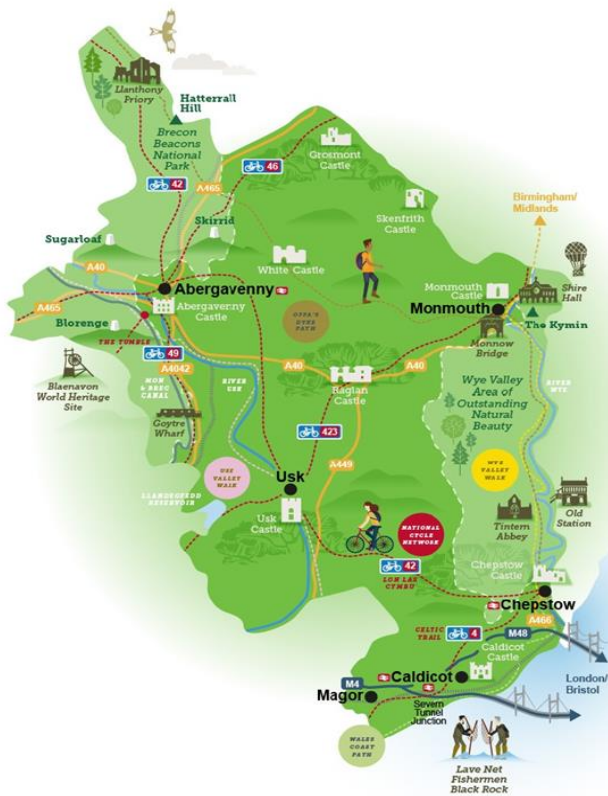 Llanthony
Priory
Hatterrall
Hill
Brecon
Beacons
National
Park
42
46
A465
Grosmont
Castle
Skenfrith
Castle
Birmingham/
Midlands
Sugarloaf
Skirrid
White Castle
A40
Abergavenny
Abergavenny
Castle
A465
Blorenge
THE TUMBLE
49
A4042
MON
& BREC
CANAL
RIVER
USK
Blaenavon
World Heritage
Site
Goytre
Wharf
OFFA'S
DYKE
PATH
Monmouth
Castle
Monmouth
Shire
Hall
The Kymin
Monnow
Bridge
A40
Raglan
Castle
A40
Wye Valley
Area of
Outstanding
Natural
Beauty
RIVER
WYE
423
A449
USK
VALLEY
WALK
Usk
Usk
Castle
LLANDEGFEDD
RESERVOIR
WYE
VALLEY
WALK
NATIONAL
CYCLE
NETWORK
Tintern
Abbey
Old
Station
42
LON LAS
CYMRU
Chepstow
Castle
Chepstow
A466
CELTIC
TRAIL
4
M48
Caldicot
Castle
Caldicot
M4
Magor
Severn
Tunnel
Junction
London/
Bristol
WALES
COAST
PATH
Lave Net
Fishermen
Black Rock